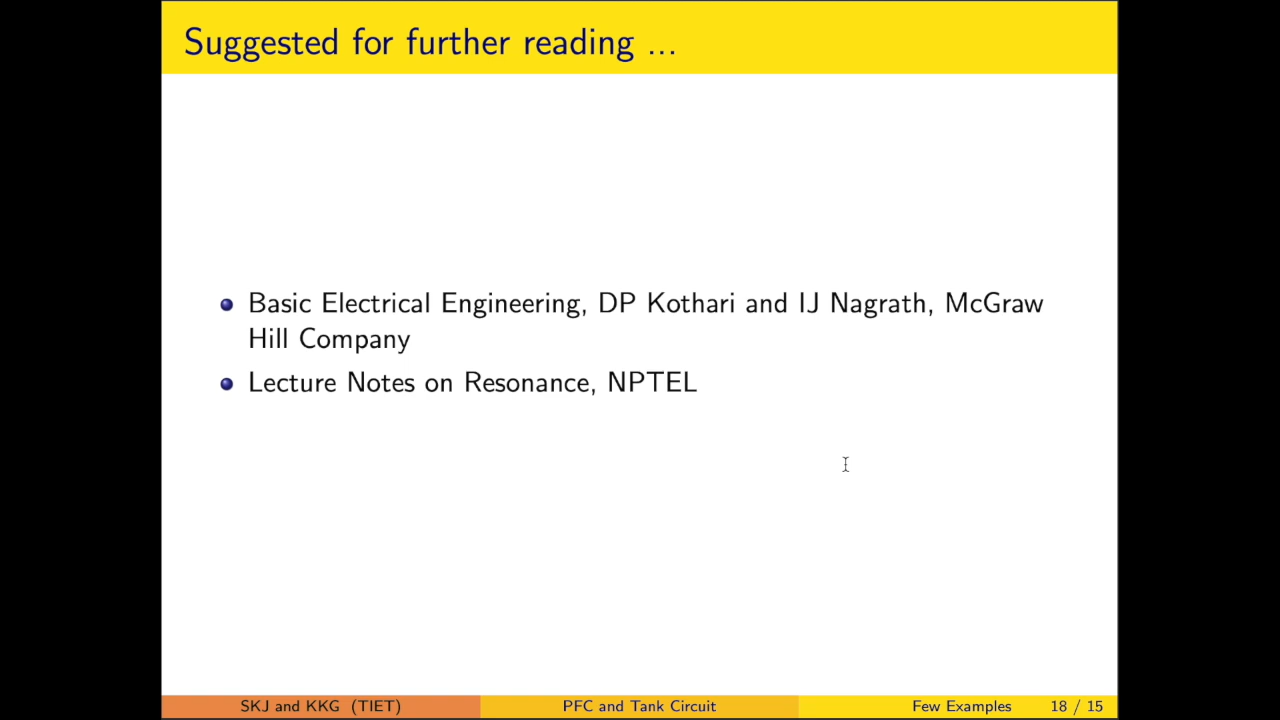 Suggested for further reading ...
Basic Electrical Engineering, DP Kothari and IJ Nagrath, McGraw
Hill Company
Lecture Notes on Resonance, NPTEL
SKJ and KKG (TIET) PFC and Tank Circuit Few Examples 18 / 15